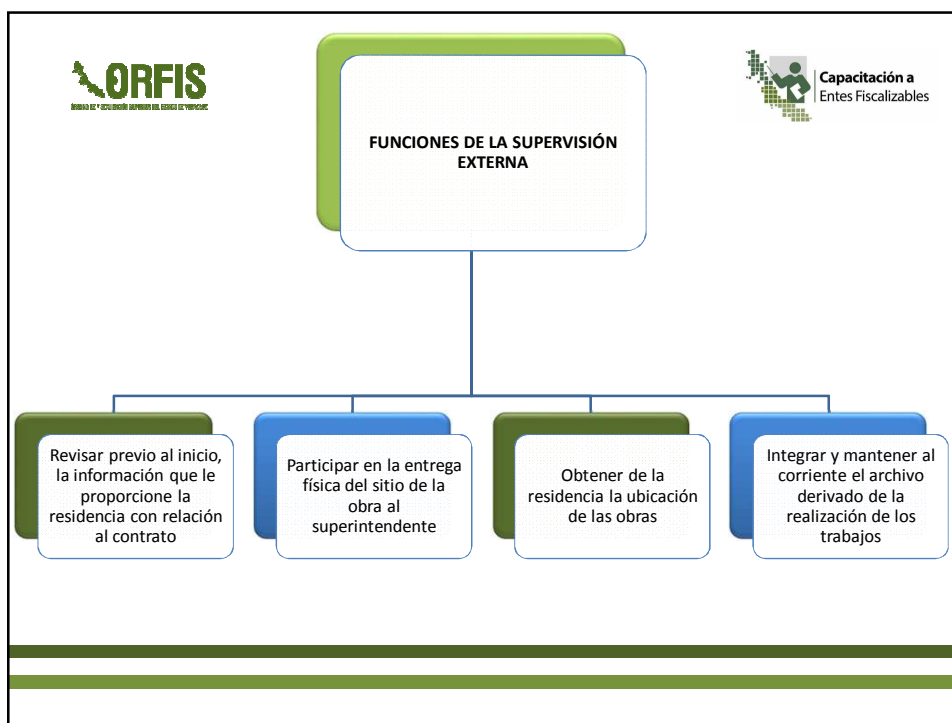 ORFIS
Capacitación a
Entes Fiscalizables
FUNCIONES DE LA SUPERVISIÓN
EXTERNA
Revisar previo al inicio,
la información que le
proporcione la
residencia con relación
al contrato
Participar en la entrega
física del sitio de la
obra al
superintendente
Obtener de la
residencia la ubicación
de las obras
Integrar y mantener al
corriente el archivo
derivado de la
realización de los
trabajos